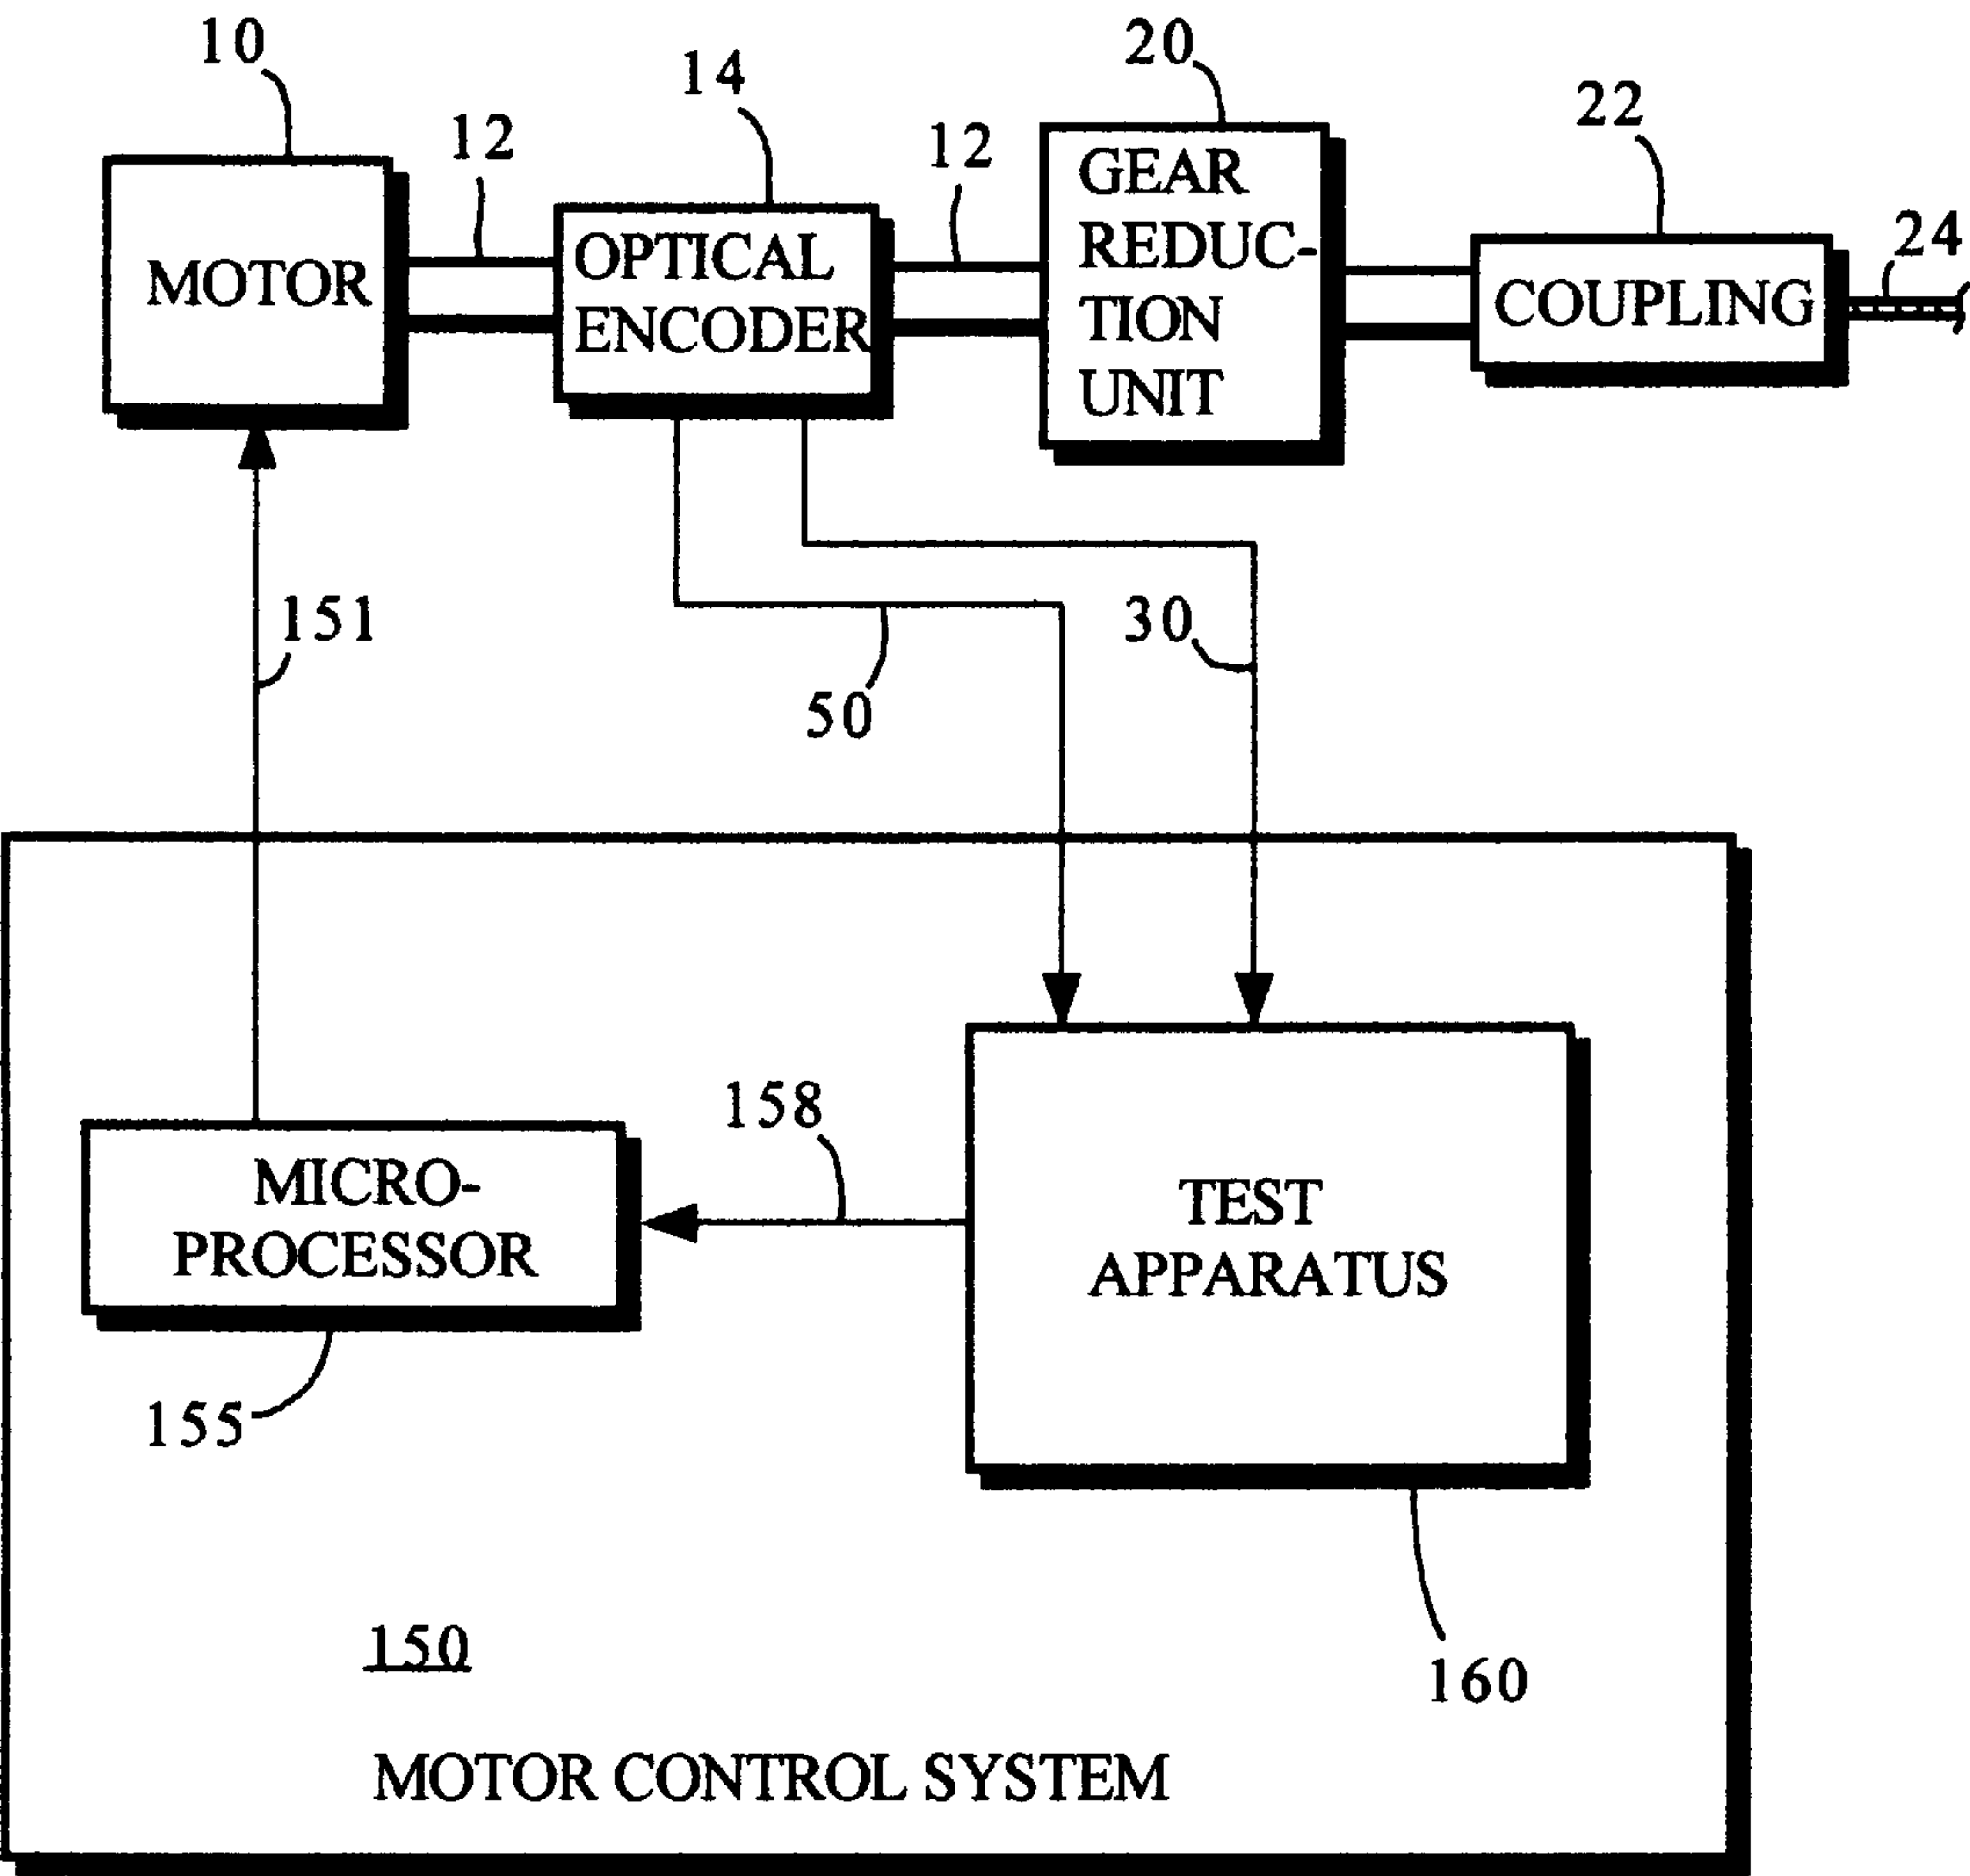 10
12
14
12
20
22
24
MOTOR
OPTICAL
ENCODER
GEAR
REDUC-
TION
UNIT
COUPLING
151
50
30
158
MICRO-
PROCESSOR
155
TEST
APPARATUS
160
150
MOTOR CONTROL SYSTEM